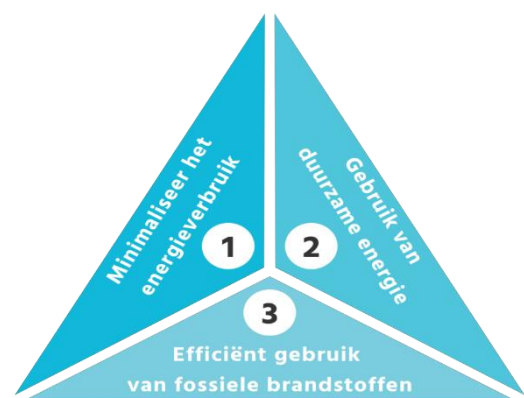 Minimaliseer het
energieverbruik
1
Gebruik van
duurzame energie
2
3
Efficiënt gebruik
van fossiele brandstoffen